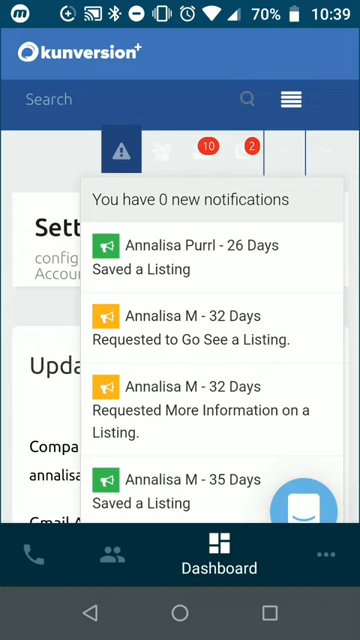 70% 10:39
kunversion+
Search
10 2
You have 0 new notifications
Sett
config
Accou
Annalisa Purrl - 26 Days
Saved a Listing
Annalisa M - 32 Days
Requested to Go See a Listing.
Upda
Annalisa M - 32 Days
Requested More Information on a
Listing.
Compa
annalisa
Annalisa M - 35 Days
Saved a Listing
Gmail A
Dashboard